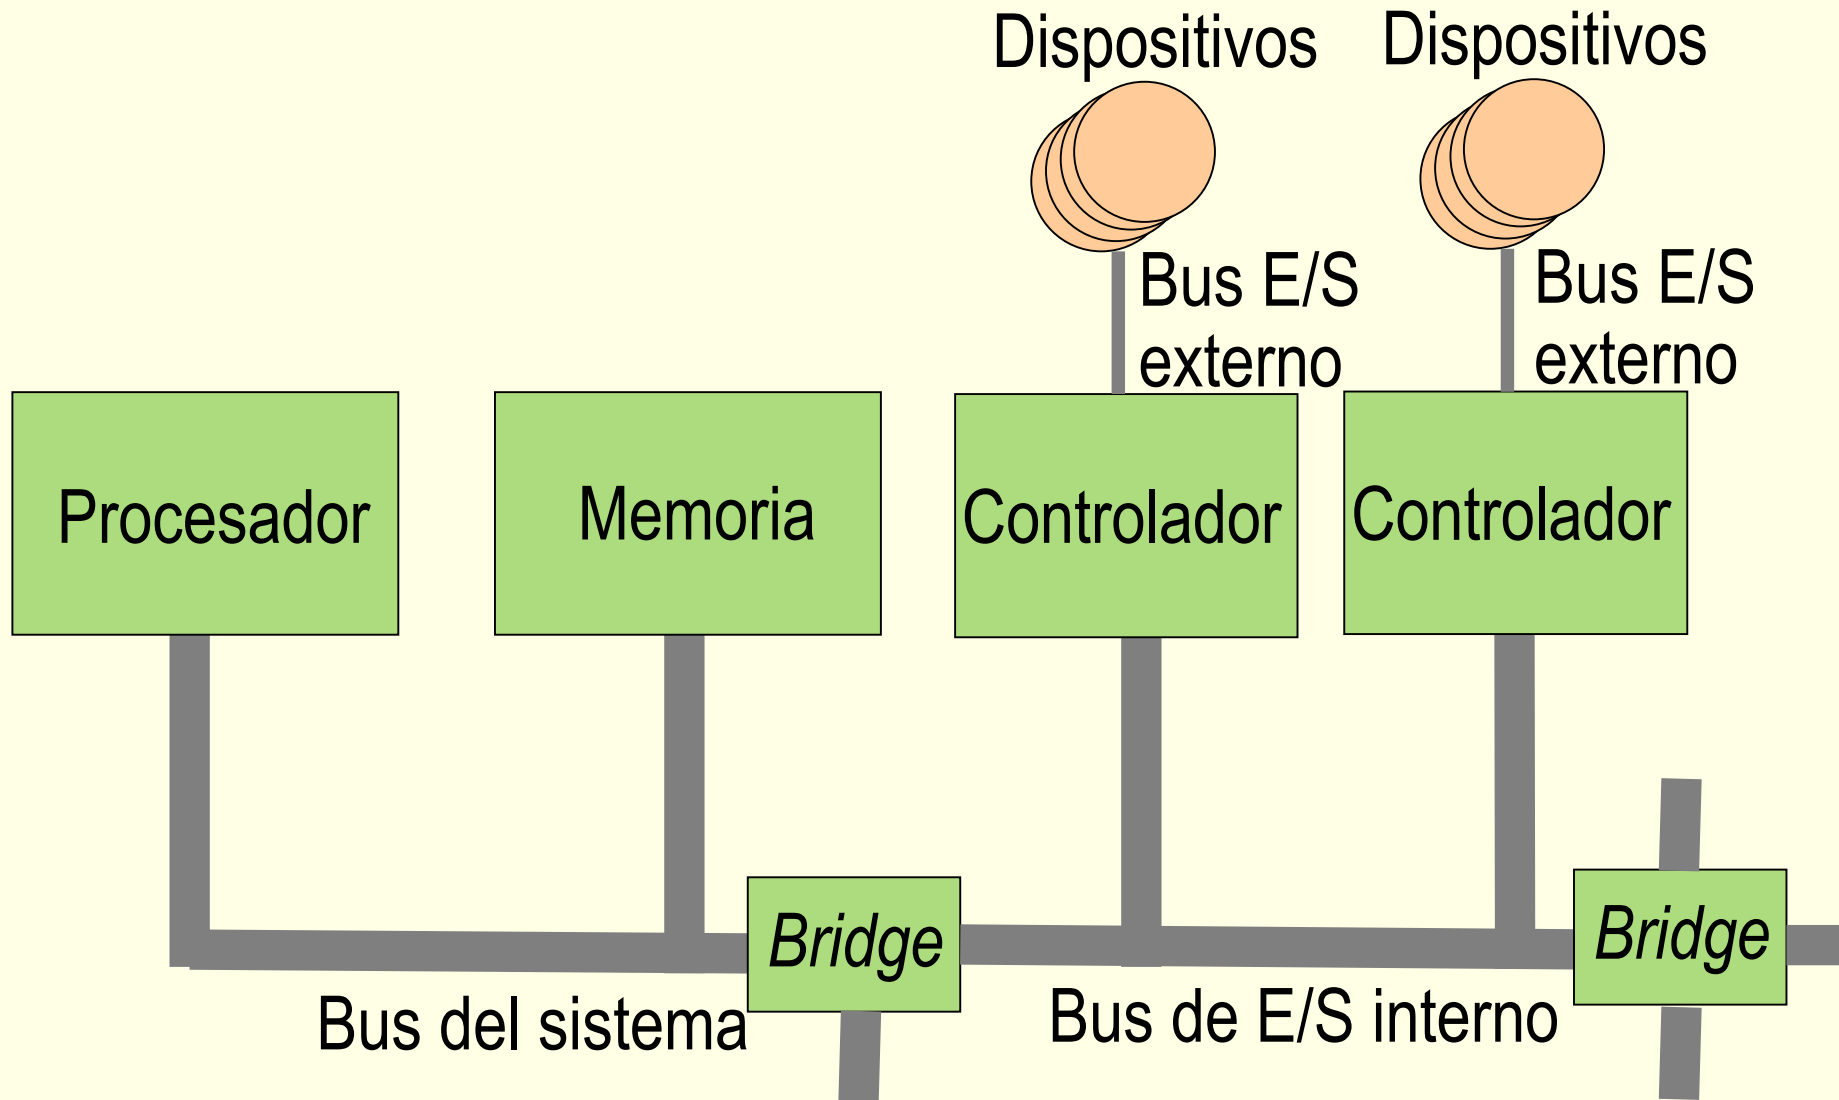 Dispositivos
Dispositivos
Bus E/S
externo
Bus E/S
externo
Procesador
Memoria
Controlador
Controlador
Bridge
Bridge
Bus del sistema
Bus de E/S interno